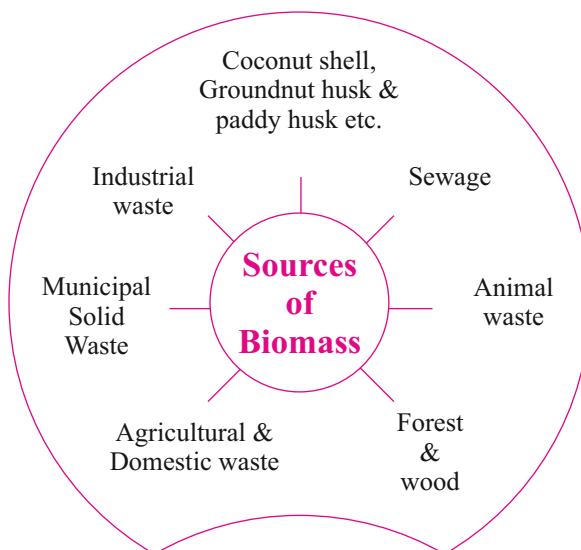 Coconut shell,
Groundnut husk &
paddy husk etc.
Industrial
waste
Sewage
Sources
of
Biomass
Municipal
Solid
Waste
Animal
waste
Agricultural &
Domestic waste
Forest
&
wood